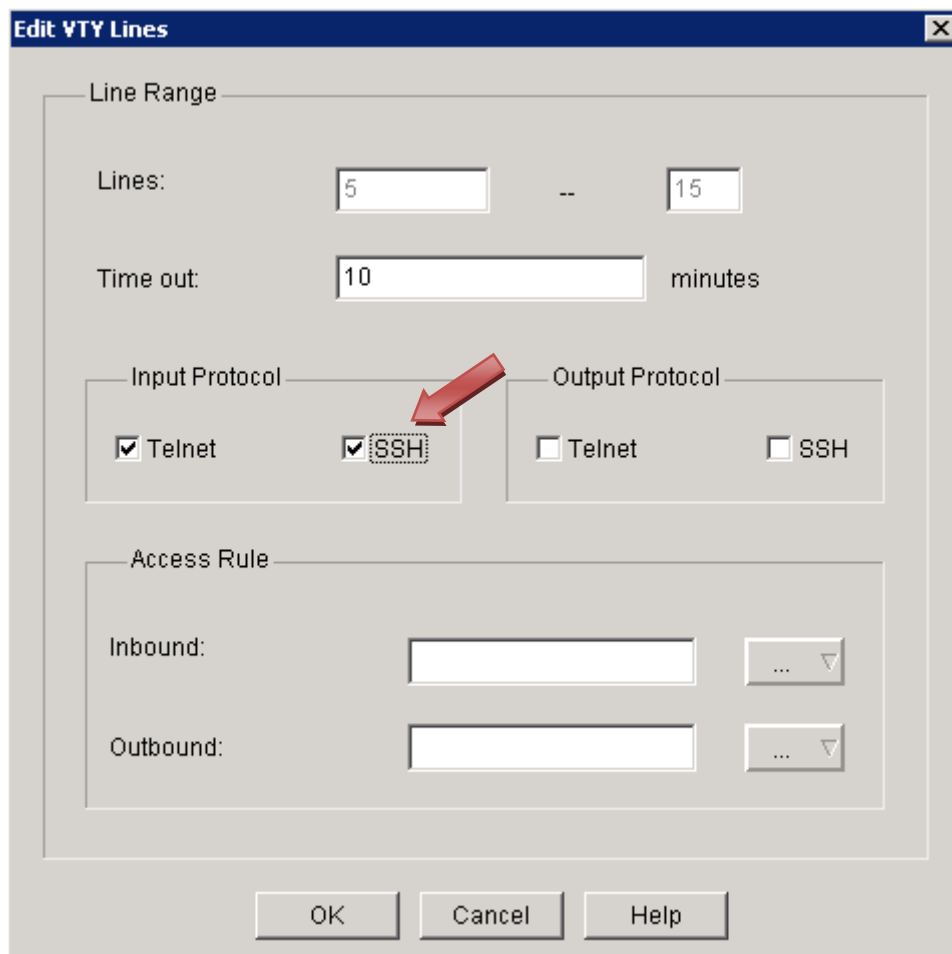 Edit VTY Lines
Line Range
Lines: 5 -- 15
Time out: 10 minutes
Input Protocol
Telnet SSH
Output Protocol
Telnet SSH
Access Rule
Inbound: ...
Outbound: ...
OK Cancel Help